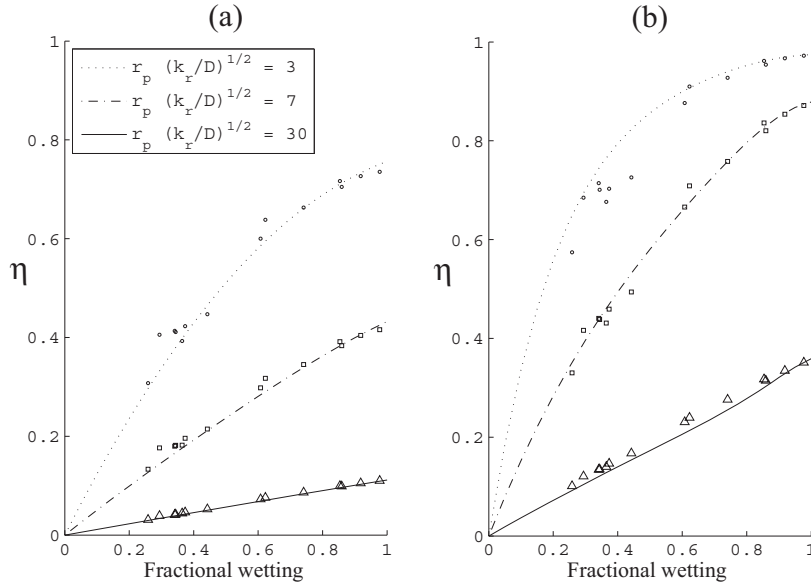 (a)
(b)
r_p (k_r/D)^1/2 = 3
r_p (k_r/D)^1/2 = 7
r_p (k_r/D)^1/2 = 30
1
0.8
0.6
0.4
0.2
0
η
0 0.2 0.4 0.6 0.8 1
Fractional wetting
1
0.8
0.6
0.4
0.2
0
η
0 0.2 0.4 0.6 0.8 1
Fractional wetting